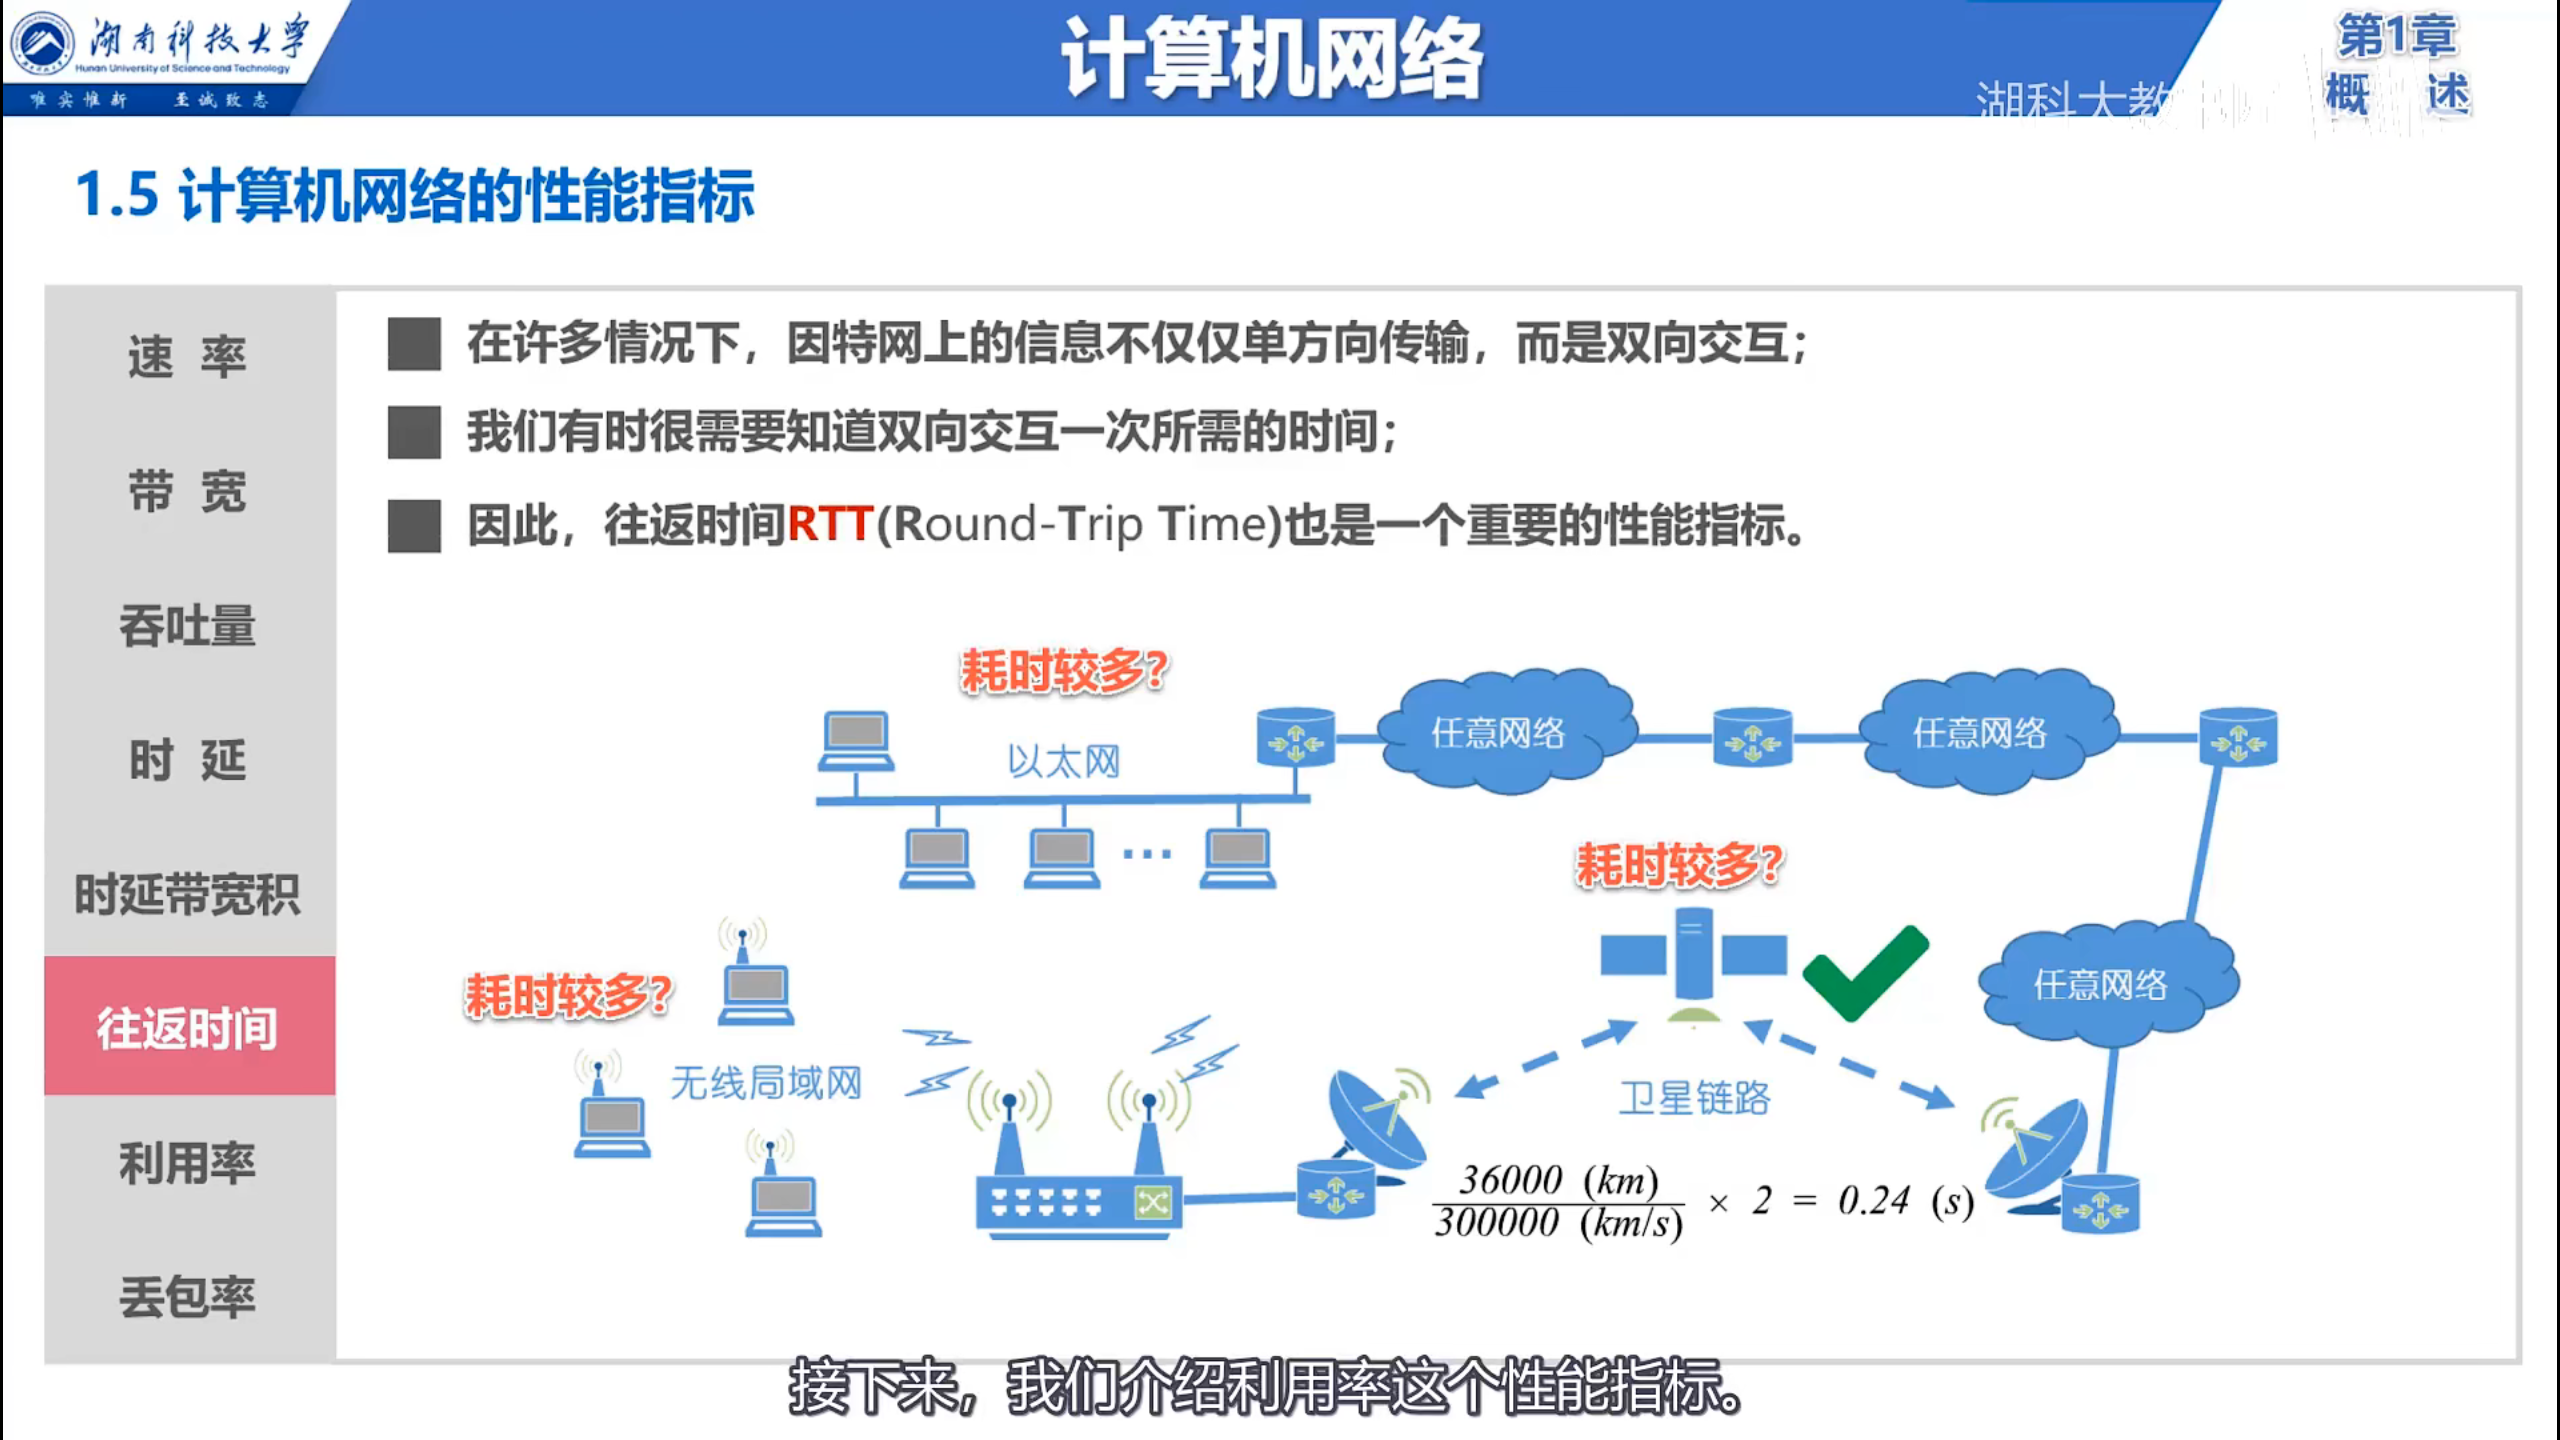 湖南科技大学
Hunan University of Science and Technology
唯实惟新 至诚致志
计算机网络
第1章
概 述
湖科大教
1.5 计算机网络的性能指标
速 率
带 宽
吞吐量
时 延
时延带宽积
往返时间
利用率
丢包率
在许多情况下，因特网上的信息不仅仅单方向传输，而是双向交互；
我们有时很需要知道双向交互一次所需的时间；
因此，往返时间RTT(Round-Trip Time)也是一个重要的性能指标。
耗时较多？
以太网
任意网络
任意网络
...
耗时较多？
任意网络
耗时较多？
无线局域网
卫星链路
36000 (km)
300000 (km/s)
× 2 = 0.24 (s)
接下来，我们介绍利用率这个性能指标。